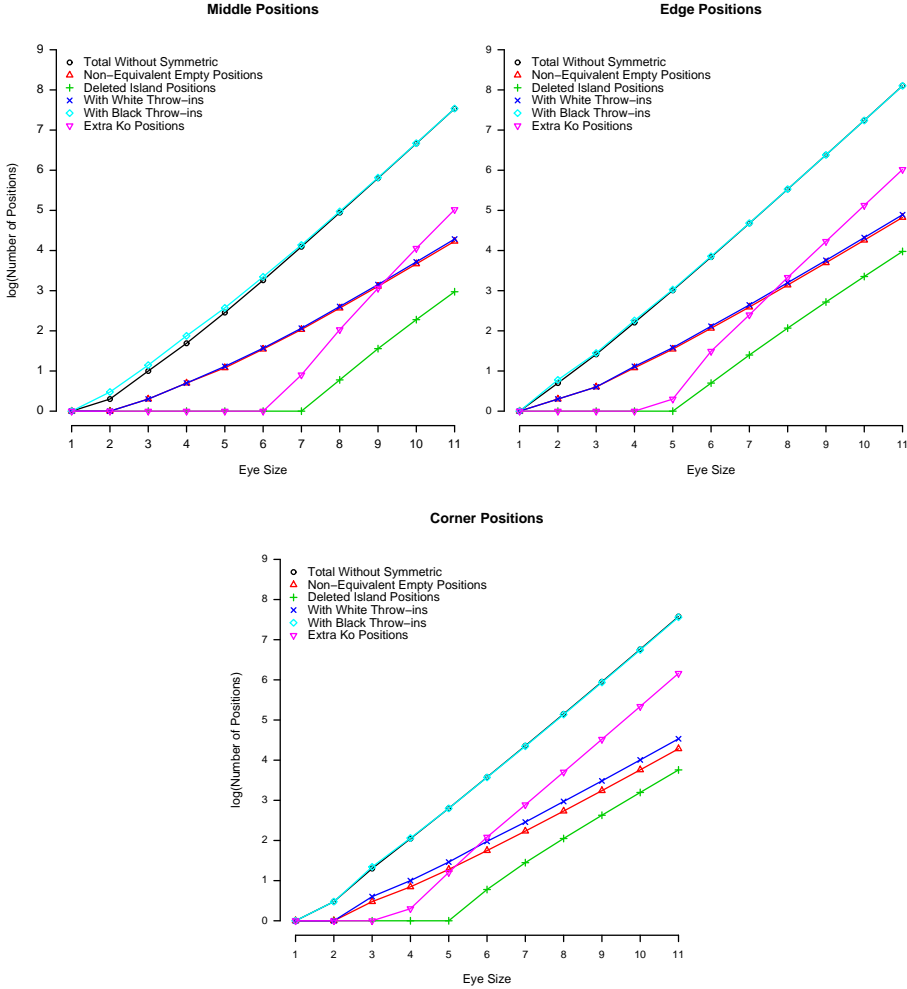 Middle Positions
9
8
7
6
5
4
3
2
1
0
log(Number of Positions)
Total Without Symmetric
Non−Equivalent Empty Positions
Deleted Island Positions
With White Throw−ins
With Black Throw−ins
Extra Ko Positions
1 2 3 4 5 6 7 8 9 10 11
Eye Size
Edge Positions
9
8
7
6
5
4
3
2
1
0
Total Without Symmetric
Non−Equivalent Empty Positions
Deleted Island Positions
With White Throw−ins
With Black Throw−ins
Extra Ko Positions
1 2 3 4 5 6 7 8 9 10 11
Eye Size
Corner Positions
9
8
7
6
5
4
3
2
1
0
log(Number of Positions)
Total Without Symmetric
Non−Equivalent Empty Positions
Deleted Island Positions
With White Throw−ins
With Black Throw−ins
Extra Ko Positions
1 2 3 4 5 6 7 8 9 10 11
Eye Size